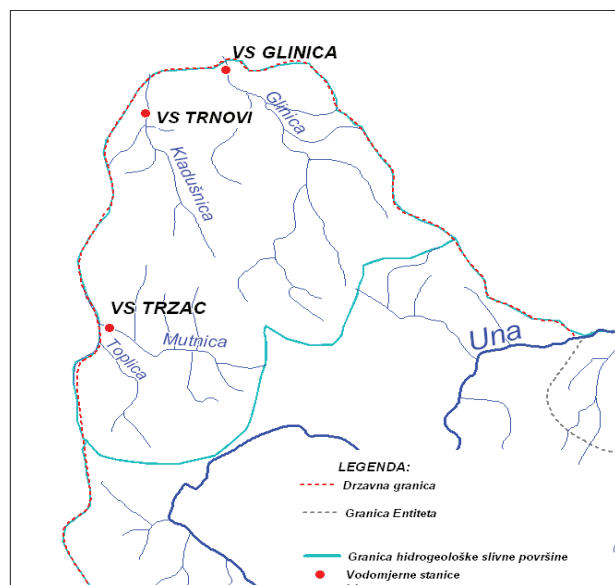 VS GLINICA
Glinica
VS TRNOVI
Kladušnica
VS TRZAC
Mutnica
Toplica
Una
LEGENDA:
Drzavna granica
Granica Entiteta
Granica hidrogeološke slivne površine
Vodomjerne stanice